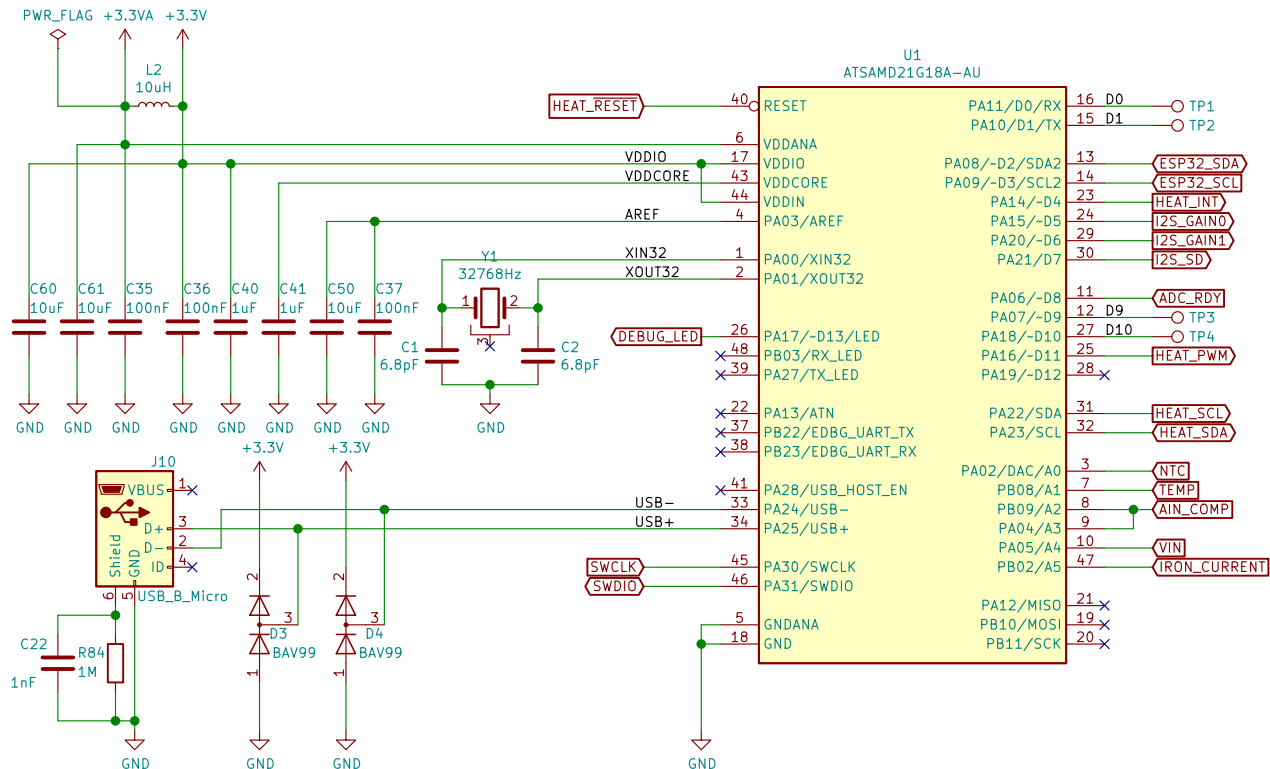 PWR_FLAG +3.3VA +3.3V
L2
10uH
C60
10uF
C61
10uF
C35
100nF
C36
100nF
C40
1uF
C41
1uF
C50
10uF
C37
100nF
GND GND GND GND GND GND GND GND
Y1
32768Hz
1 2
3
C1
6.8pF
C2
6.8pF
GND
J10
VBUS 1
D+ 3
D- 2
ID 4
Shield
GND
6 5
USB_B_Micro
C22
1nF
R84
1M
GND
+3.3V +3.3V
2 2
3 3
D3
BAV99
D4
BAV99
1 1
GND GND
U1
ATSAMD21G18A-AU
HEAT_RESET 40 RESET
6 VDDANA
VDDIO 17 VDDIO
VDDCORE 43 VDDCORE
44 VDDIN
AREF 4 PA03/AREF
XIN32 1 PA00/XIN32
XOUT32 2 PA01/XOUT32
DEBUG_LED 26 PA17/~D13/LED
48 PB03/RX_LED
39 PA27/TX_LED
22 PA13/ATN
37 PB22/EDBG_UART_TX
38 PB23/EDBG_UART_RX
41 PA28/USB_HOST_EN
USB- 33 PA24/USB-
USB+ 34 PA25/USB+
SWCLK 45 PA30/SWCLK
SWDIO 46 PA31/SWDIO
5 GNDANA
18 GND
GND
PA11/D0/RX 16 D0 TP1
PA10/D1/TX 15 D1 TP2
PA08/~D2/SDA2 13 ESP32_SDA
PA09/~D3/SCL2 14 ESP32_SCL
PA14/~D4 23 HEAT_INT
PA15/~D5 24 I2S_GAIN0
PA20/~D6 29 I2S_GAIN1
PA21/D7 30 I2S_SD
PA06/~D8 11 ADC_RDY
PA07/~D9 12 D9 TP3
PA18/~D10 27 D10 TP4
PA16/~D11 25 HEAT_PWM
PA19/~D12 28
PA22/SDA 31 HEAT_SCL
PA23/SCL 32 HEAT_SDA
PA02/DAC/A0 3 NTC
PB08/A1 7 TEMP
PB09/A2 8 AIN_COMP
PA04/A3 9
PA05/A4 10 VIN
PB02/A5 47 IRON_CURRENT
PA12/MISO 21
PB10/MOSI 19
PB11/SCK 20